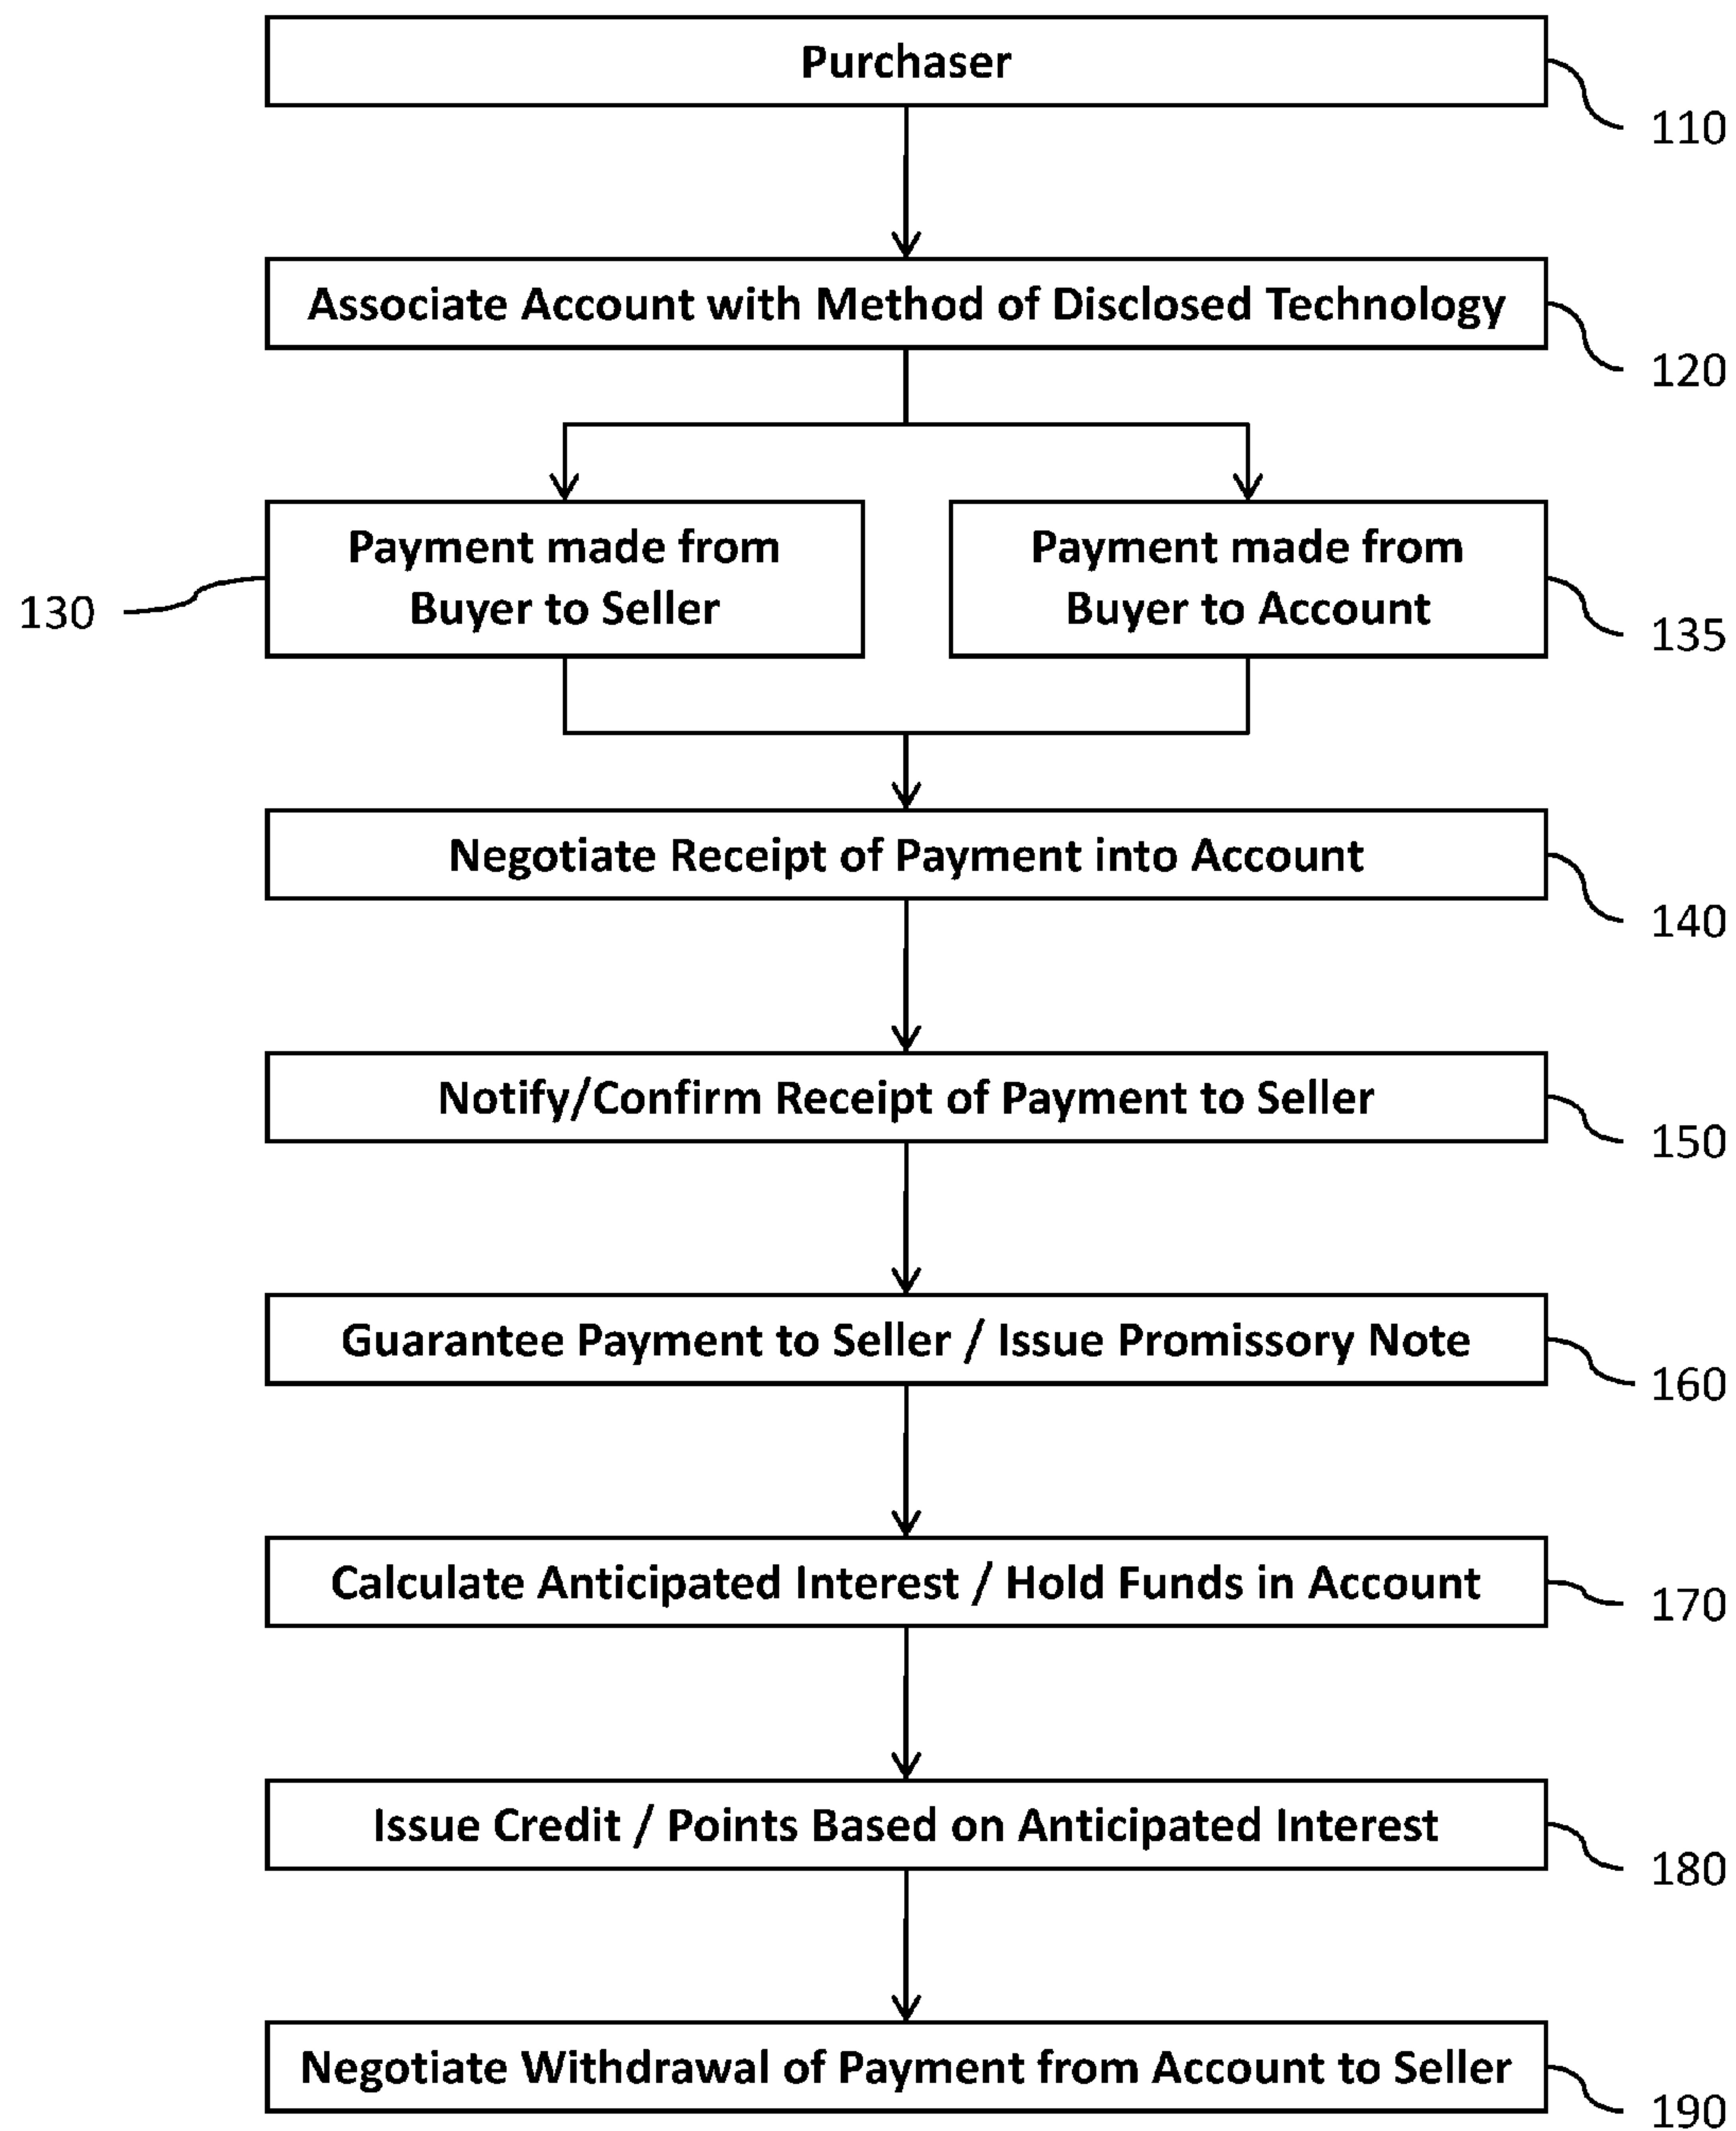 Purchaser
110
Associate Account with Method of Disclosed Technology
120
Payment made from
Buyer to Seller
130
Payment made from
Buyer to Account
135
Negotiate Receipt of Payment into Account
140
Notify/Confirm Receipt of Payment to Seller
150
Guarantee Payment to Seller / Issue Promissory Note
160
Calculate Anticipated Interest / Hold Funds in Account
170
Issue Credit / Points Based on Anticipated Interest
180
Negotiate Withdrawal of Payment from Account to Seller
190